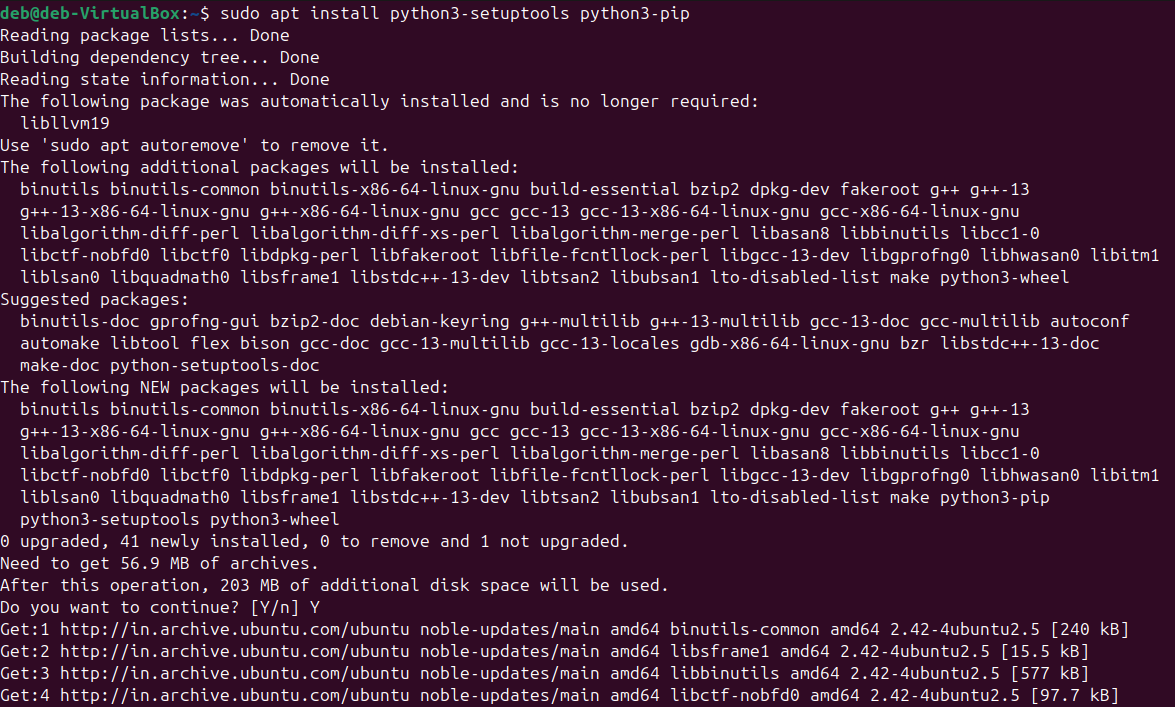 deb@deb-VirtualBox:~$ sudo apt install python3-setuptools python3-pip
Reading package lists... Done
Building dependency tree... Done
Reading state information... Done
The following package was automatically installed and is no longer required:
  libllvm19
Use 'sudo apt autoremove' to remove it.
The following additional packages will be installed:
  binutils binutils-common binutils-x86-64-linux-gnu build-essential bzip2 dpkg-dev fakeroot g++ g++-13
  g++-13-x86-64-linux-gnu g++-x86-64-linux-gnu gcc gcc-13 gcc-13-x86-64-linux-gnu gcc-x86-64-linux-gnu
  libalgorithm-diff-perl libalgorithm-diff-xs-perl libalgorithm-merge-perl libasan8 libbinutils libcc1-0
  libctf-nobfd0 libctf0 libdpkg-perl libfakeroot libfile-fcntllock-perl libgcc-13-dev libgprofng0 libhwasan0 libitm1
  liblsan0 libquadmath0 libsframe1 libstdc++-13-dev libtsan2 libubsan1 lto-disabled-list make python3-wheel
Suggested packages:
  binutils-doc gprofng-gui bzip2-doc debian-keyring g++-multilib g++-13-multilib gcc-13-doc gcc-multilib autoconf
  automake libtool flex bison gcc-doc gcc-13-multilib gcc-13-locales gdb-x86-64-linux-gnu bzr libstdc++-13-doc
  make-doc python-setuptools-doc
The following NEW packages will be installed:
  binutils binutils-common binutils-x86-64-linux-gnu build-essential bzip2 dpkg-dev fakeroot g++ g++-13
  g++-13-x86-64-linux-gnu g++-x86-64-linux-gnu gcc gcc-13 gcc-13-x86-64-linux-gnu gcc-x86-64-linux-gnu
  libalgorithm-diff-perl libalgorithm-diff-xs-perl libalgorithm-merge-perl libasan8 libbinutils libcc1-0
  libctf-nobfd0 libctf0 libdpkg-perl libfakeroot libfile-fcntllock-perl libgcc-13-dev libgprofng0 libhwasan0 libitm1
  liblsan0 libquadmath0 libsframe1 libstdc++-13-dev libtsan2 libubsan1 lto-disabled-list make python3-pip
  python3-setuptools python3-wheel
0 upgraded, 41 newly installed, 0 to remove and 1 not upgraded.
Need to get 56.9 MB of archives.
After this operation, 203 MB of additional disk space will be used.
Do you want to continue? [Y/n] Y
Get:1 http://in.archive.ubuntu.com/ubuntu noble-updates/main amd64 binutils-common amd64 2.42-4ubuntu2.5 [240 kB]
Get:2 http://in.archive.ubuntu.com/ubuntu noble-updates/main amd64 libsframe1 amd64 2.42-4ubuntu2.5 [15.5 kB]
Get:3 http://in.archive.ubuntu.com/ubuntu noble-updates/main amd64 libbinutils amd64 2.42-4ubuntu2.5 [577 kB]
Get:4 http://in.archive.ubuntu.com/ubuntu noble-updates/main amd64 libctf-nobfd0 amd64 2.42-4ubuntu2.5 [97.7 kB]